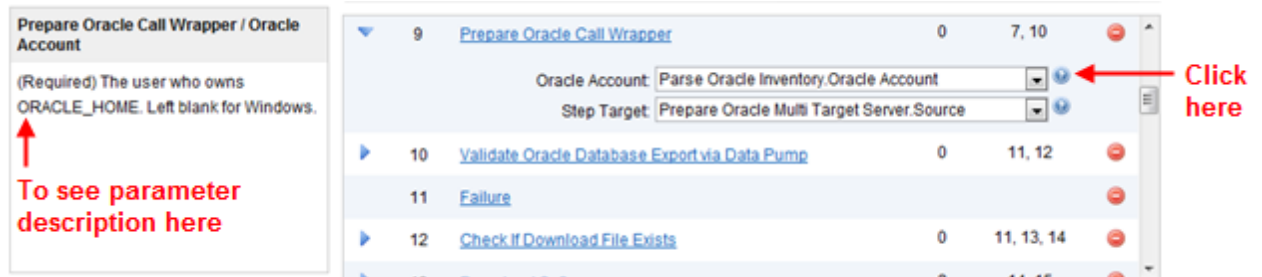 Prepare Oracle Call Wrapper / Oracle
Account
(Required) The user who owns
ORACLE_HOME. Left blank for Windows.
To see parameter
description here
9 Prepare Oracle Call Wrapper 0 7, 10
Oracle Account: Parse Oracle Inventory.Oracle Account
Step Target: Prepare Oracle Multi Target Server.Source
Click
here
10 Validate Oracle Database Export via Data Pump 0 11, 12
11 Failure
12 Check If Download File Exists 0 11, 13, 14